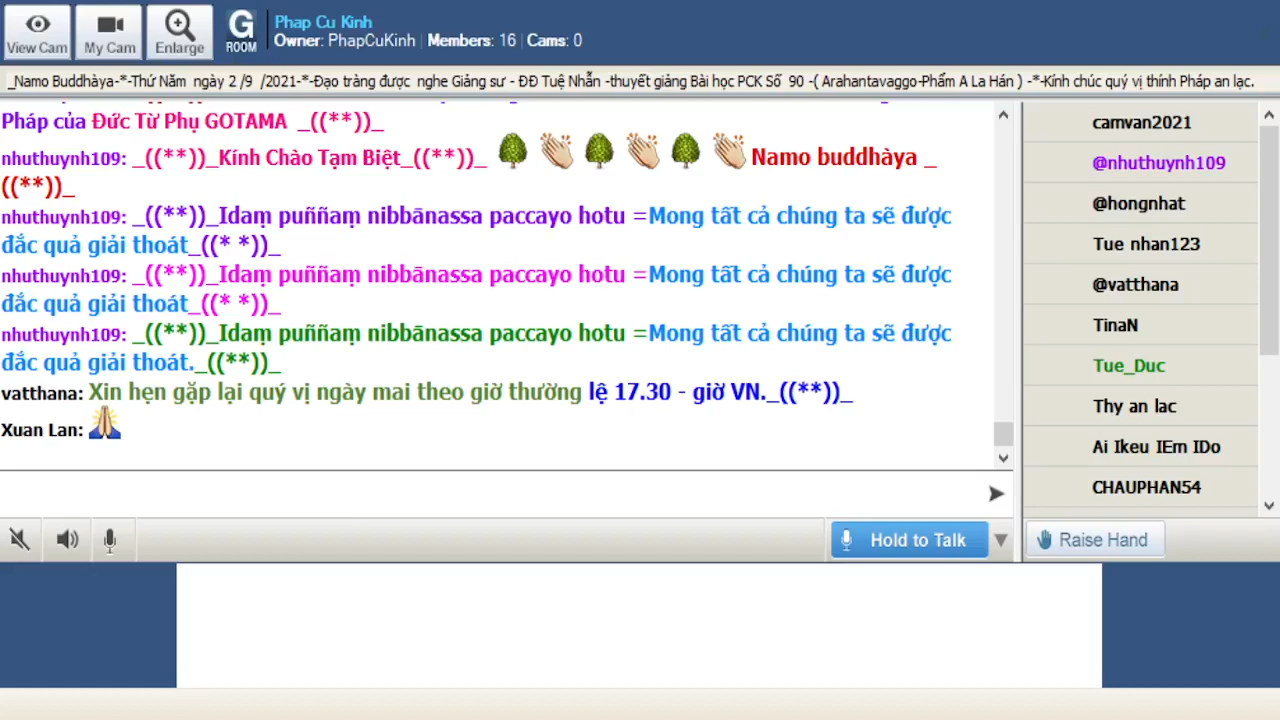 View Cam
My Cam
Enlarge
G
ROOM
Phap Cu Kinh
Owner: PhapCuKinh | Members: 16 | Cams: 0
_Namo Buddhàya-*-Thứ Năm ngày 2 /9 /2021-*-Đạo tràng được nghe Giảng sư - ĐĐ Tuệ Nhẫn -thuyết giảng Bài học PCK Số 90 -( Arahantavaggo-Phẩm A La Hán ) -*-Kính chúc quý vị thính Pháp an lạc.
Pháp của Đức Từ Phụ GOTAMA _((**))_
nhuthuynh109: _((**))_Kính Chào Tạm Biệt_((**))_ Namo buddhàya _
((**))_
nhuthuynh109: _((**))_Idaṃ puññaṃ nibbānassa paccayo hotu =Mong tất cả chúng ta sẽ được
đắc quả giải thoát_((* *))_
nhuthuynh109: _((**))_Idaṃ puññaṃ nibbānassa paccayo hotu =Mong tất cả chúng ta sẽ được
đắc quả giải thoát_((* *))_
nhuthuynh109: _((**))_Idaṃ puññaṃ nibbānassa paccayo hotu =Mong tất cả chúng ta sẽ được
đắc quả giải thoát._((**))_
vatthana: Xin hẹn gặp lại quý vị ngày mai theo giờ thường lệ 17.30 - giờ VN._((**))_
Xuan Lan:
camvan2021
@nhuthuynh109
@hongnhat
Tue nhan123
@vatthana
TinaN
Tue_Duc
Thy an lac
Ai Ikeu IEm IDo
CHAUPHAN54
Hold to Talk
Raise Hand